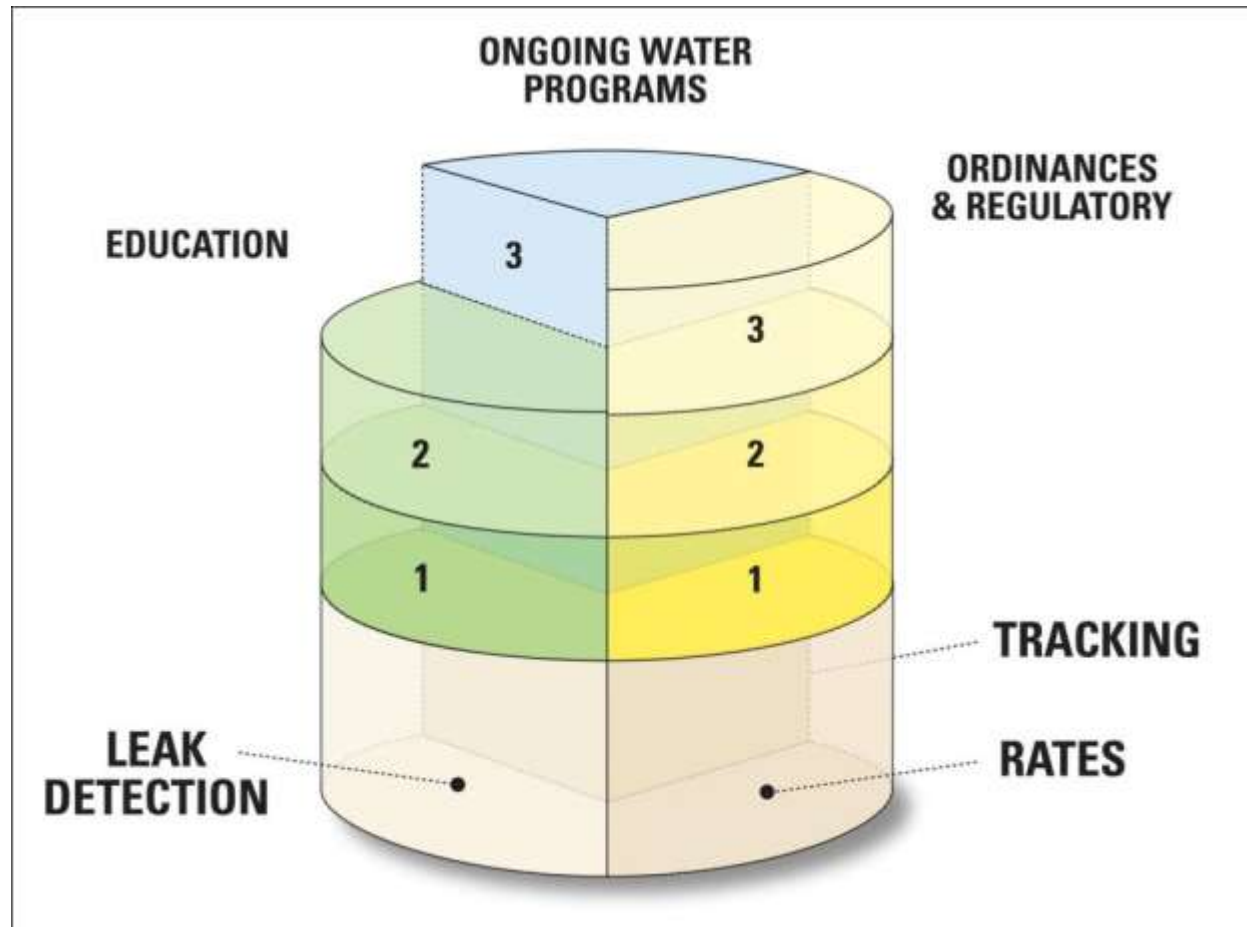 ONGOING WATER
PROGRAMS
ORDINANCES
& REGULATORY
EDUCATION
3
3
2
2
1
1
TRACKING
LEAK
DETECTION
RATES